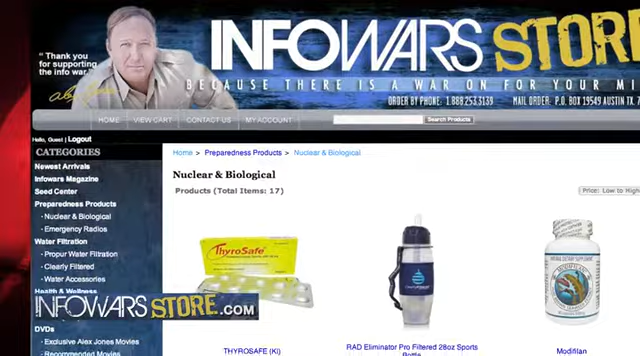 INFOWARS STORE
" Thank you
for supporting
the info war."
Alex Jones
BECAUSE THERE IS A WAR ON FOR YOUR MI
ORDER BY PHONE: 1.888.253.3139 MAIL ORDER: P.O. BOX 19549 AUSTIN TX. 7
HOME VIEW CART CONTACT US MY ACCOUNT Search Products
Hello, Guest | Logout
CATEGORIES
Newest Arrivals
Infowars Magazine
Seed Center
Preparedness Products
- Nuclear & Biological
- Emergency Radios
Water Filtration
- Propur Water Filtration
- Clearly Filtered
- Water Accessories
Health & Wellness
INFOWARS STORE.COM
DVDs
- Exclusive Alex Jones Movies
- Recommended Movies
Home > Preparedness Products > Nuclear & Biological
Nuclear & Biological
Products (Total Items: 17)
Price: Low to High
ThyroSafe
THYROSAFE (KI)
RAD Eliminator Pro Filtered 28oz Sports
Bottle
Modifilan